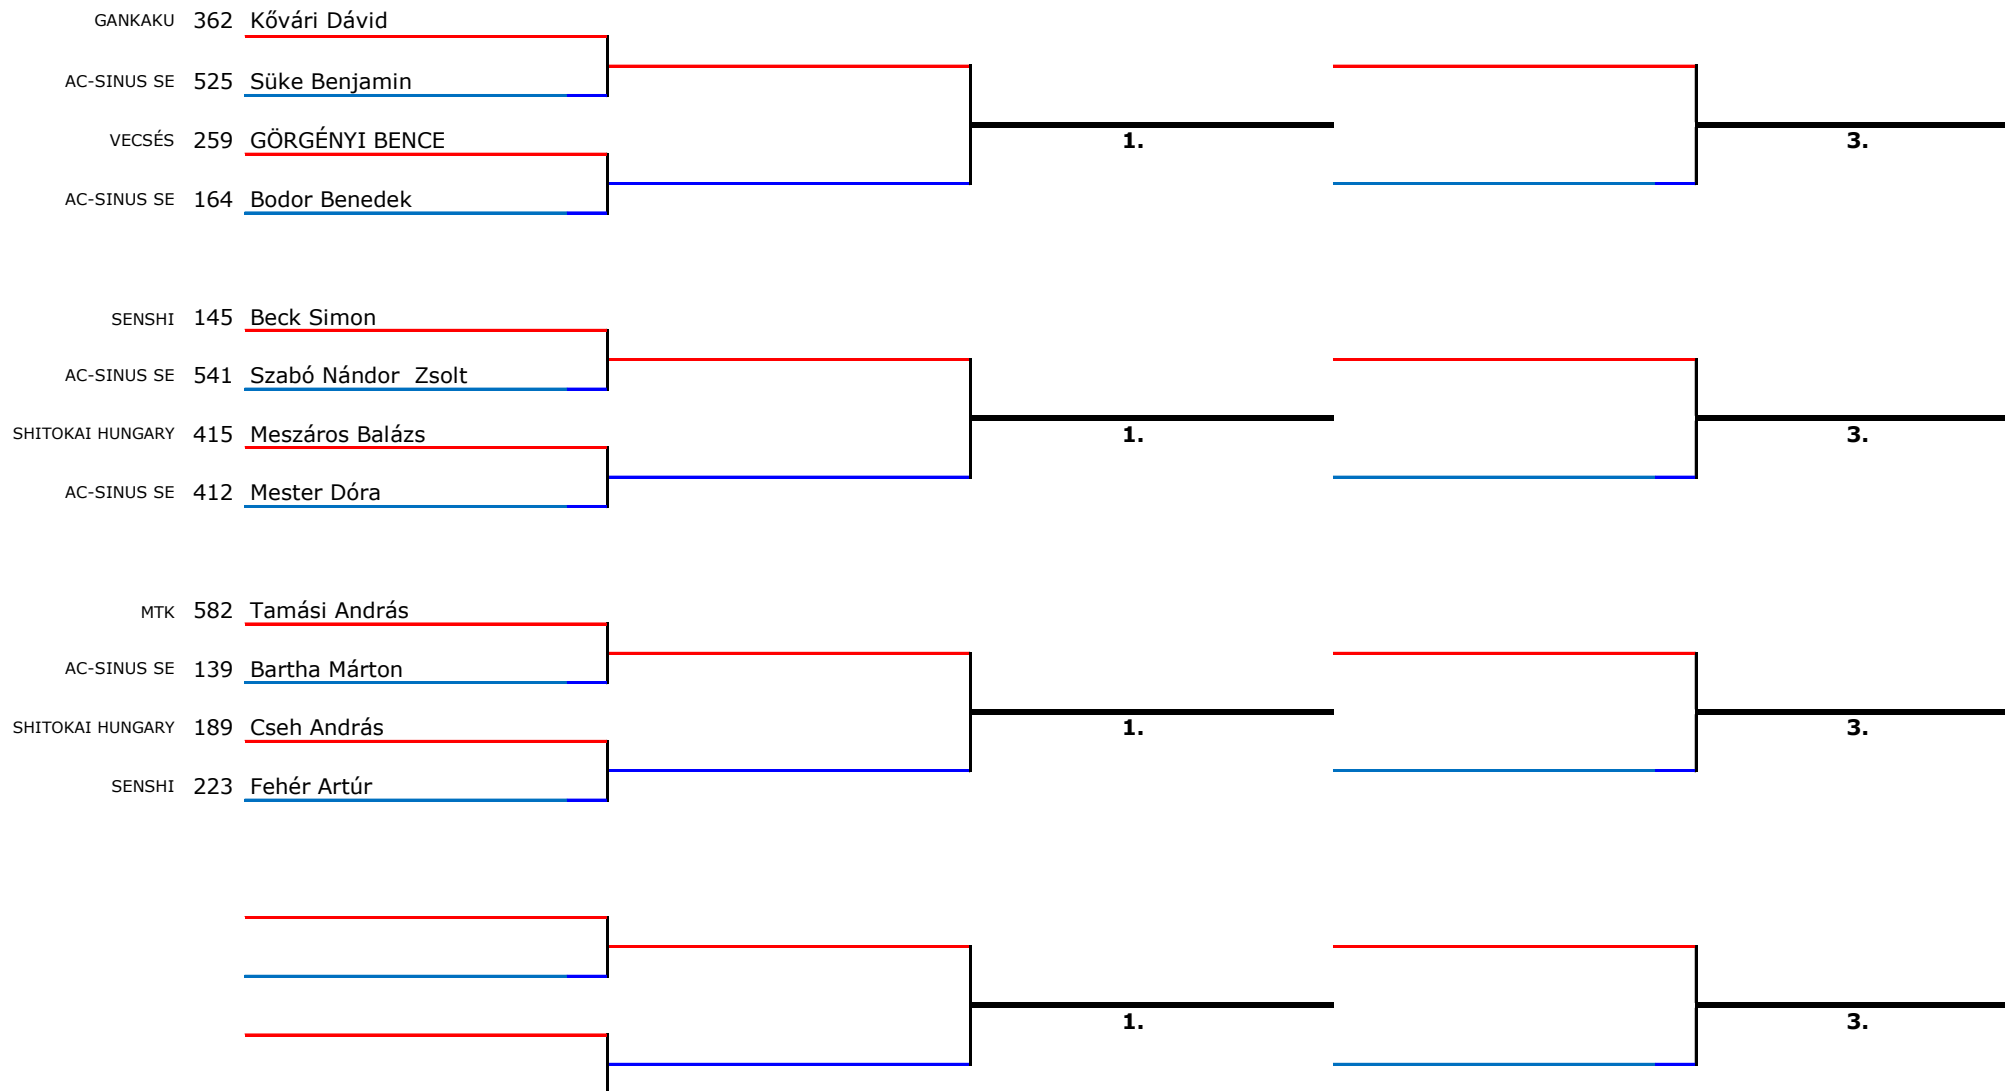 GANKAKU 362 Kővári Dávid
AC-SINUS SE 525 Süke Benjamin
VECSÉS 259 GÖRGÉNYI BENCE
1. 3.
AC-SINUS SE 164 Bodor Benedek
SENSHI 145 Beck Simon
AC-SINUS SE 541 Szabó Nándor  Zsolt
SHITOKAI HUNGARY 415 Meszáros Balázs
1. 3.
AC-SINUS SE 412 Mester Dóra
MTK 582 Tamási András
AC-SINUS SE 139 Bartha Márton
SHITOKAI HUNGARY 189 Cseh András
1. 3.
SENSHI 223 Fehér Artúr
1. 3.